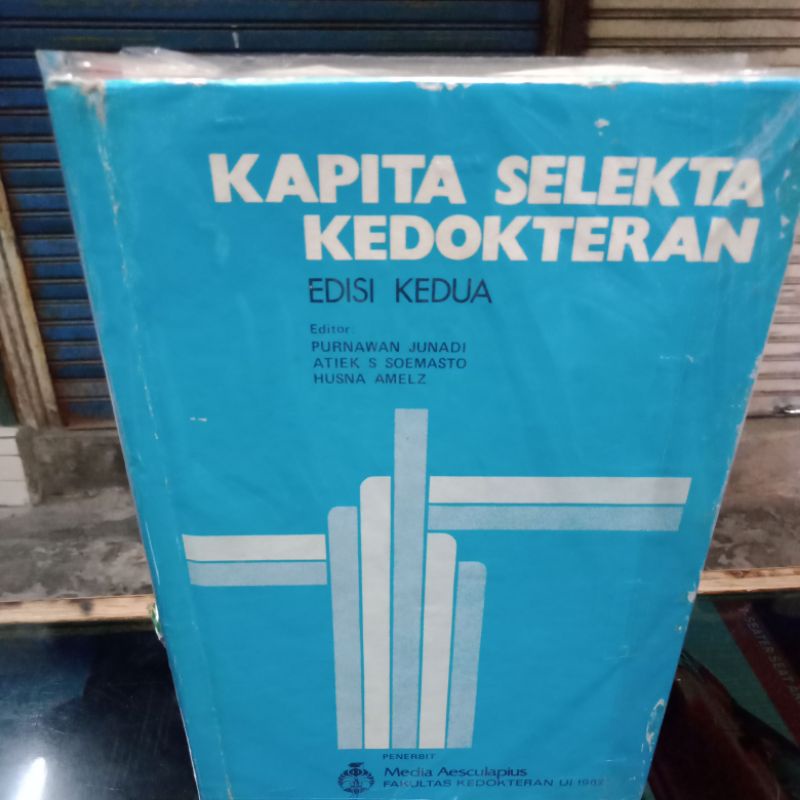 KAPITA SELEKTA
KEDOKTERAN
EDISI KEDUA
Editor:
PURNAWAN JUNADI
ATIEK S SOEMASTO
HUSNA AMELZ
PENERBIT
Media Aesculapius
FAKULTAS KEDOKTERAN UI 1982